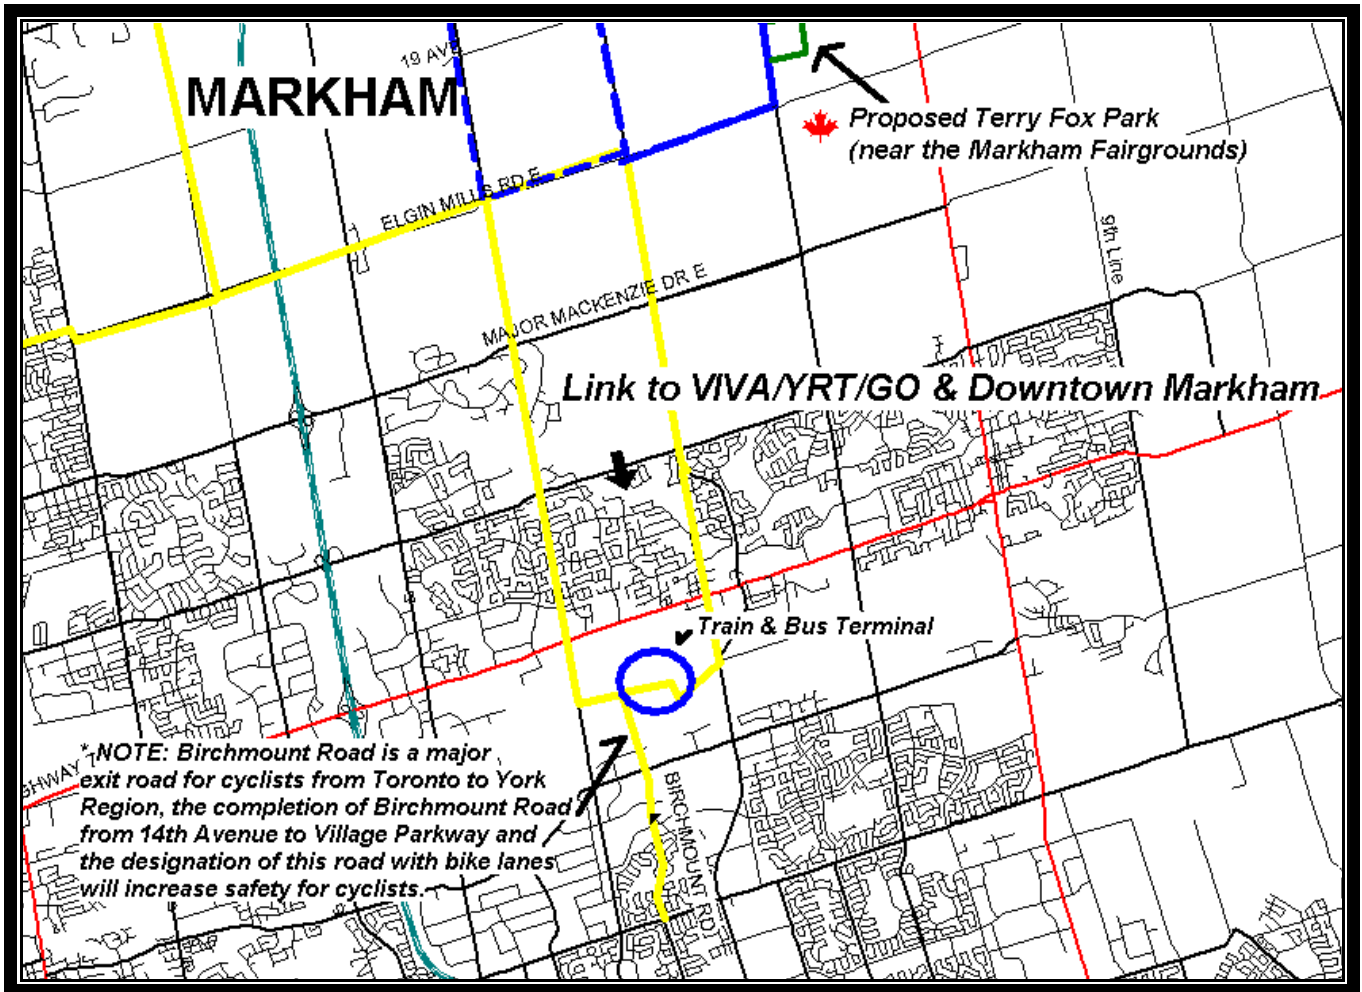 19 AVE
MARKHAM
Proposed Terry Fox Park
(near the Markham Fairgrounds)
ELGIN MILLS RD E
9th Line
MAJOR MACKENZIE DR E
Link to VIVA/YRT/GO & Downtown Markham
Train & Bus Terminal
*NOTE: Birchmount Road is a major
exit road for cyclists from Toronto to York
Region, the completion of Birchmount Road
from 14th Avenue to Village Parkway and
the designation of this road with bike lanes
will increase safety for cyclists.
GHWAY 7
BIRCHMOUNT RD